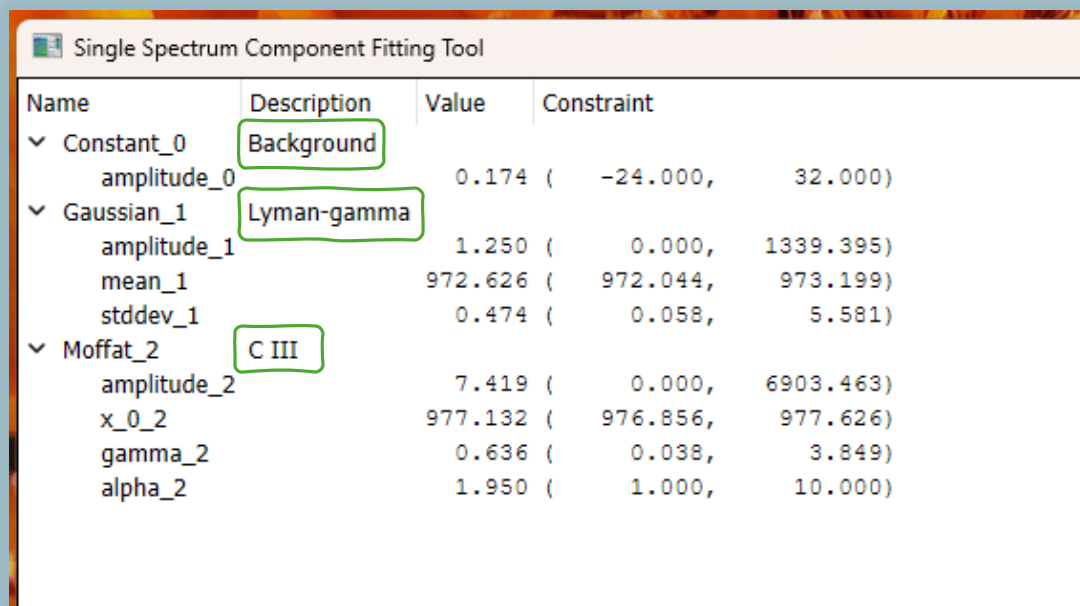 Single Spectrum Component Fitting Tool
Name Description Value Constraint
Constant_0 Background
amplitude_0 0.174 ( -24.000, 32.000)
Gaussian_1 Lyman-gamma
amplitude_1 1.250 ( 0.000, 1339.395)
mean_1 972.626 ( 972.044, 973.199)
stddev_1 0.474 ( 0.058, 5.581)
Moffat_2 C III
amplitude_2 7.419 ( 0.000, 6903.463)
x_0_2 977.132 ( 976.856, 977.626)
gamma_2 0.636 ( 0.038, 3.849)
alpha_2 1.950 ( 1.000, 10.000)